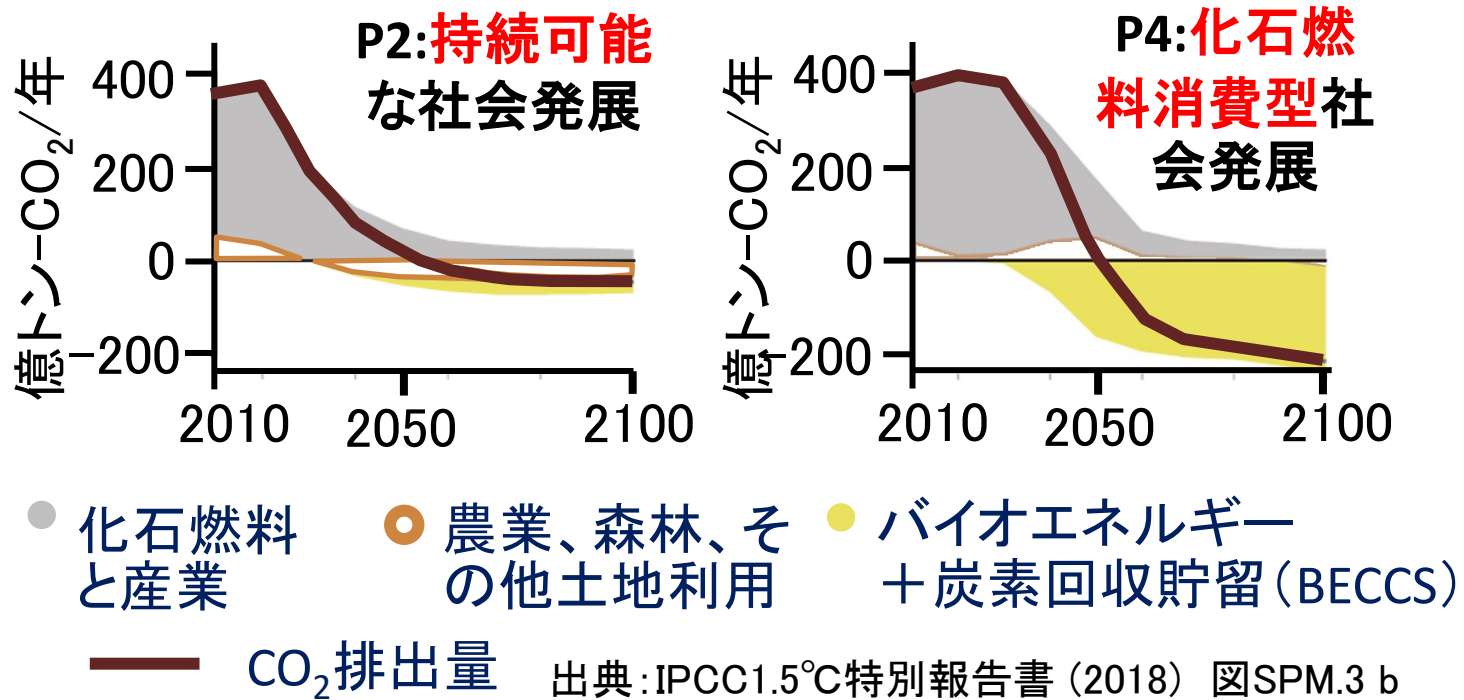 P2:持続可能
な社会発展
億トン-CO2/年
400
200
0
-200
2010
2050
2100
P4:化石燃
料消費型社
会発展
億トン-CO2/年
400
200
0
-200
2010
2050
2100
化石燃料
と産業
農業、森林、そ
の他土地利用
バイオエネルギー
+炭素回収貯留(BECCS)
CO2排出量
出典:IPCC1.5℃特別報告書 (2018) 図SPM.3 b